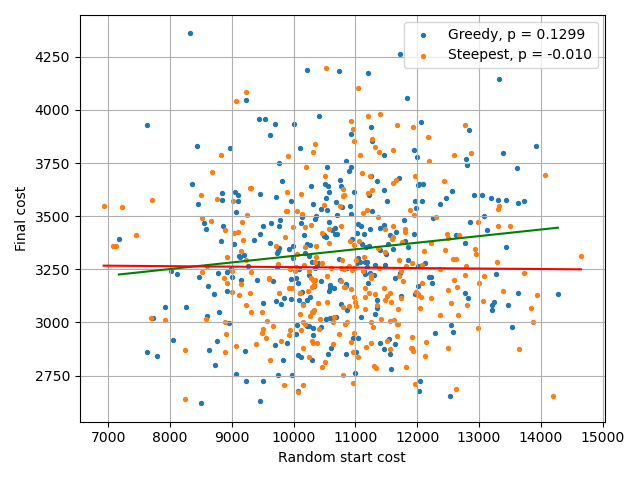 Greedy, p = 0.1299
Steepest, p = -0.010
4250
4000
3750
3500
3250
3000
2750
Final cost
7000 8000 9000 10000 11000 12000 13000 14000 15000
Random start cost